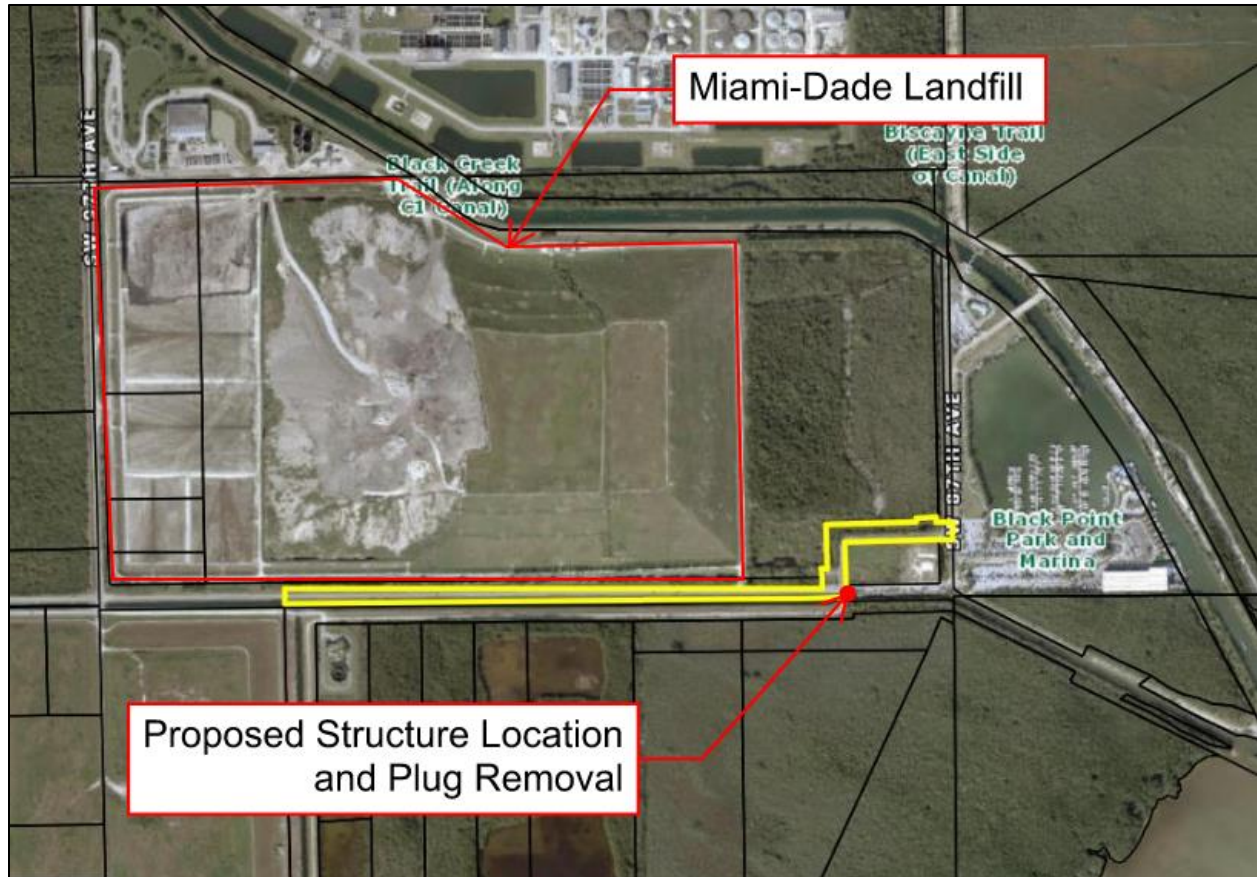 Miami-Dade Landfill
Biscayne Trail
(East Side
of Canal)
Black Creek
Trail (Along
C1 Canal)
SW 97TH AVE
SW 87TH AVE
Black Point
Park and
Marina
Proposed Structure Location
and Plug Removal